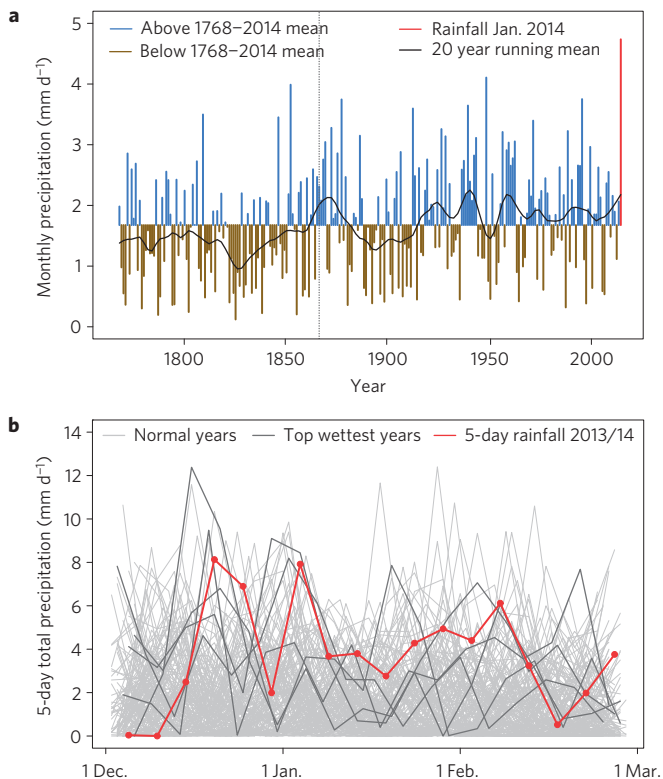 a
Above 1768–2014 mean
Below 1768–2014 mean
Rainfall Jan. 2014
20 year running mean
Monthly precipitation (mm d⁻¹)
5
4
3
2
1
0
1800
1850
1900
1950
2000
Year
b
Normal years
Top wettest years
5-day rainfall 2013/14
5-day total precipitation (mm d⁻¹)
14
12
10
8
6
4
2
0
1 Dec.
1 Jan.
1 Feb.
1 Mar.